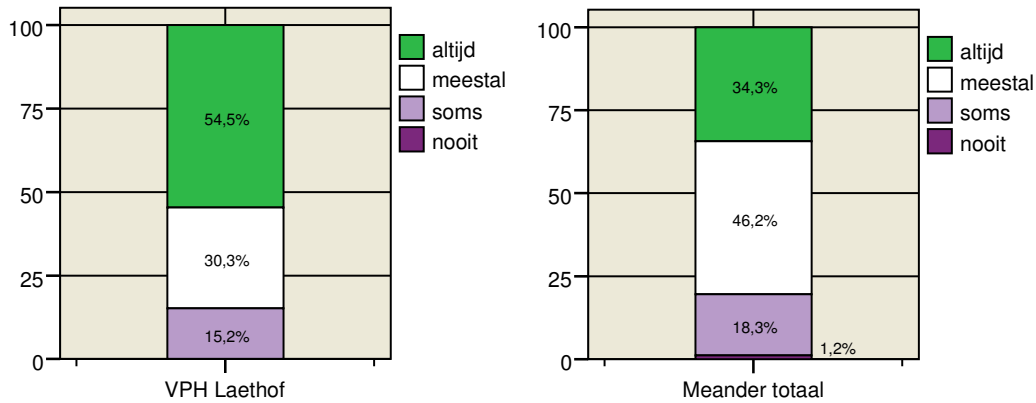 100
75
50
25
0
54,5%
30,3%
15,2%
VPH Laethof
altijd
meestal
soms
nooit
100
75
50
25
0
34,3%
46,2%
18,3%
1,2%
Meander totaal
altijd
meestal
soms
nooit